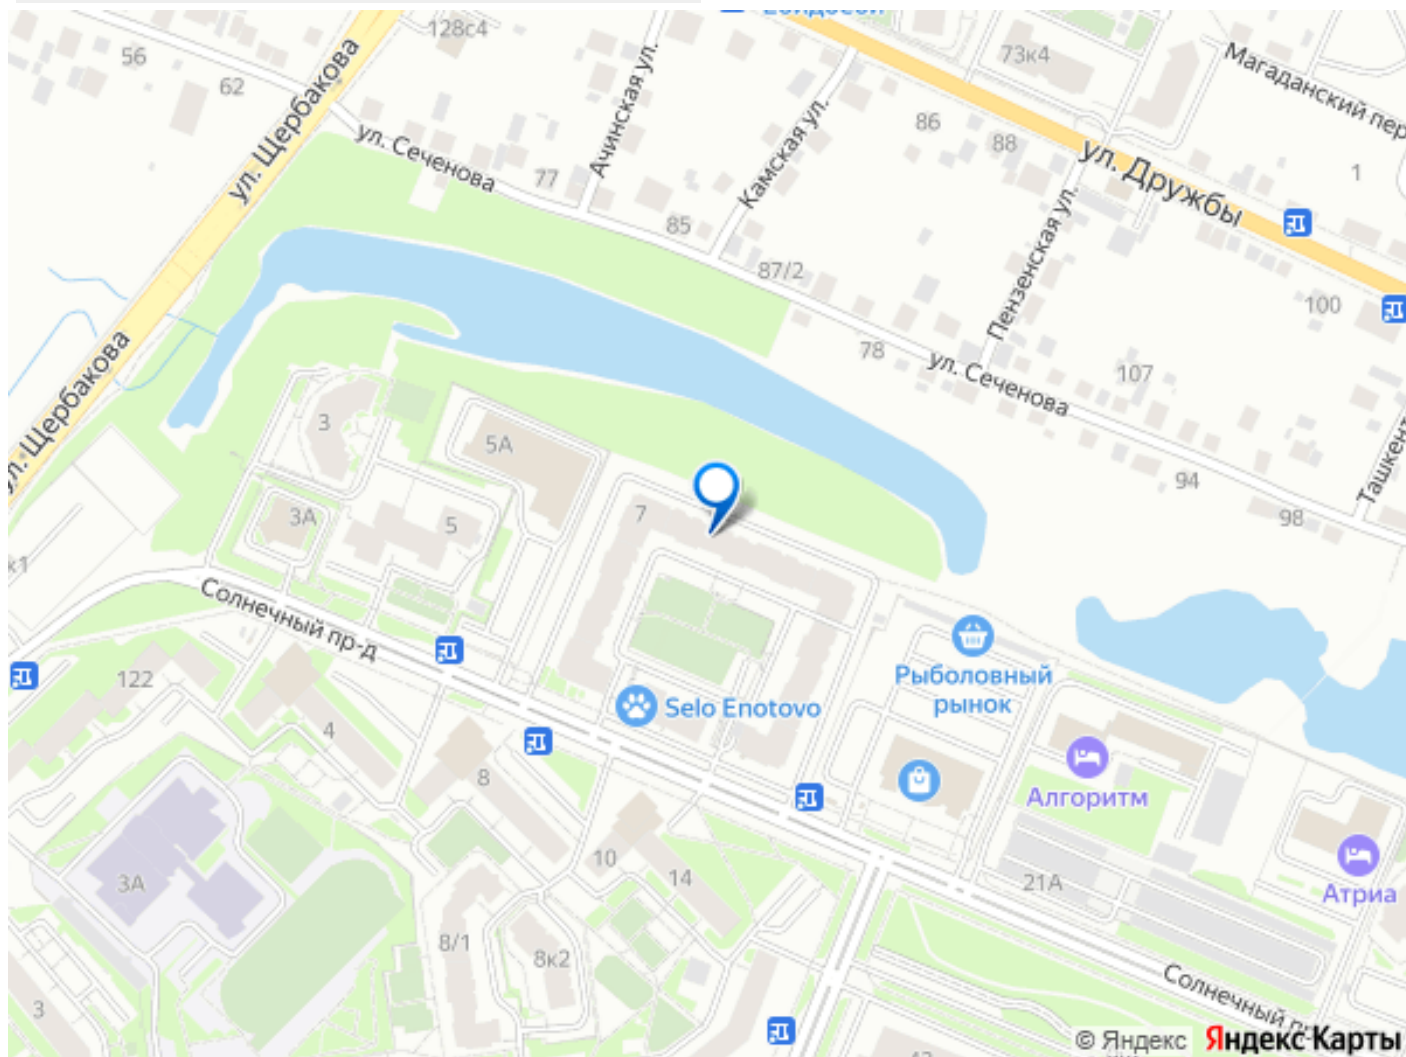 128с4
56
62
ул. Щербакова
ул. Сеченова
77
Ачинская ул.
Камская ул.
85
87/2
73к4
86
88
ул. Дружбы
Магаданский пер
1
Пензенская ул.
100
78
ул. Сеченова
107
94
98
Ташкент
ул. Щербакова
3
5А
3А
5
7
к1
Солнечный пр-д
122
4
Selo Enotovo
Рыболовный
рынок
8
Алгоритм
10
14
21А
Атриа
3А
8/1
8к2
3
Солнечный п
© Яндекс
Яндекс Карты